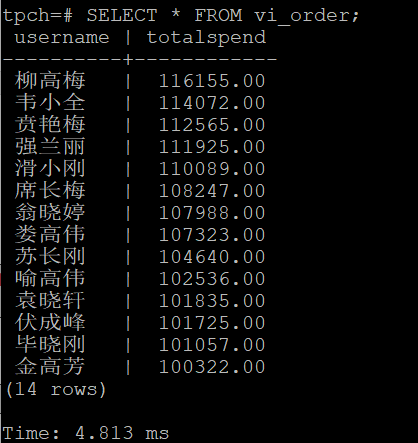 tpch=# SELECT * FROM vi_order;
username | totalspend
----------+------------
柳高梅 | 116155.00
韦小全 | 114072.00
贲艳梅 | 112565.00
强兰丽 | 111925.00
滑小刚 | 110089.00
席长梅 | 108247.00
翁晓婷 | 107988.00
娄高伟 | 107323.00
苏长刚 | 104640.00
喻高伟 | 102536.00
袁晓轩 | 101835.00
伏成峰 | 101725.00
毕晓刚 | 101057.00
金高芳 | 100322.00
(14 rows)
Time: 4.813 ms